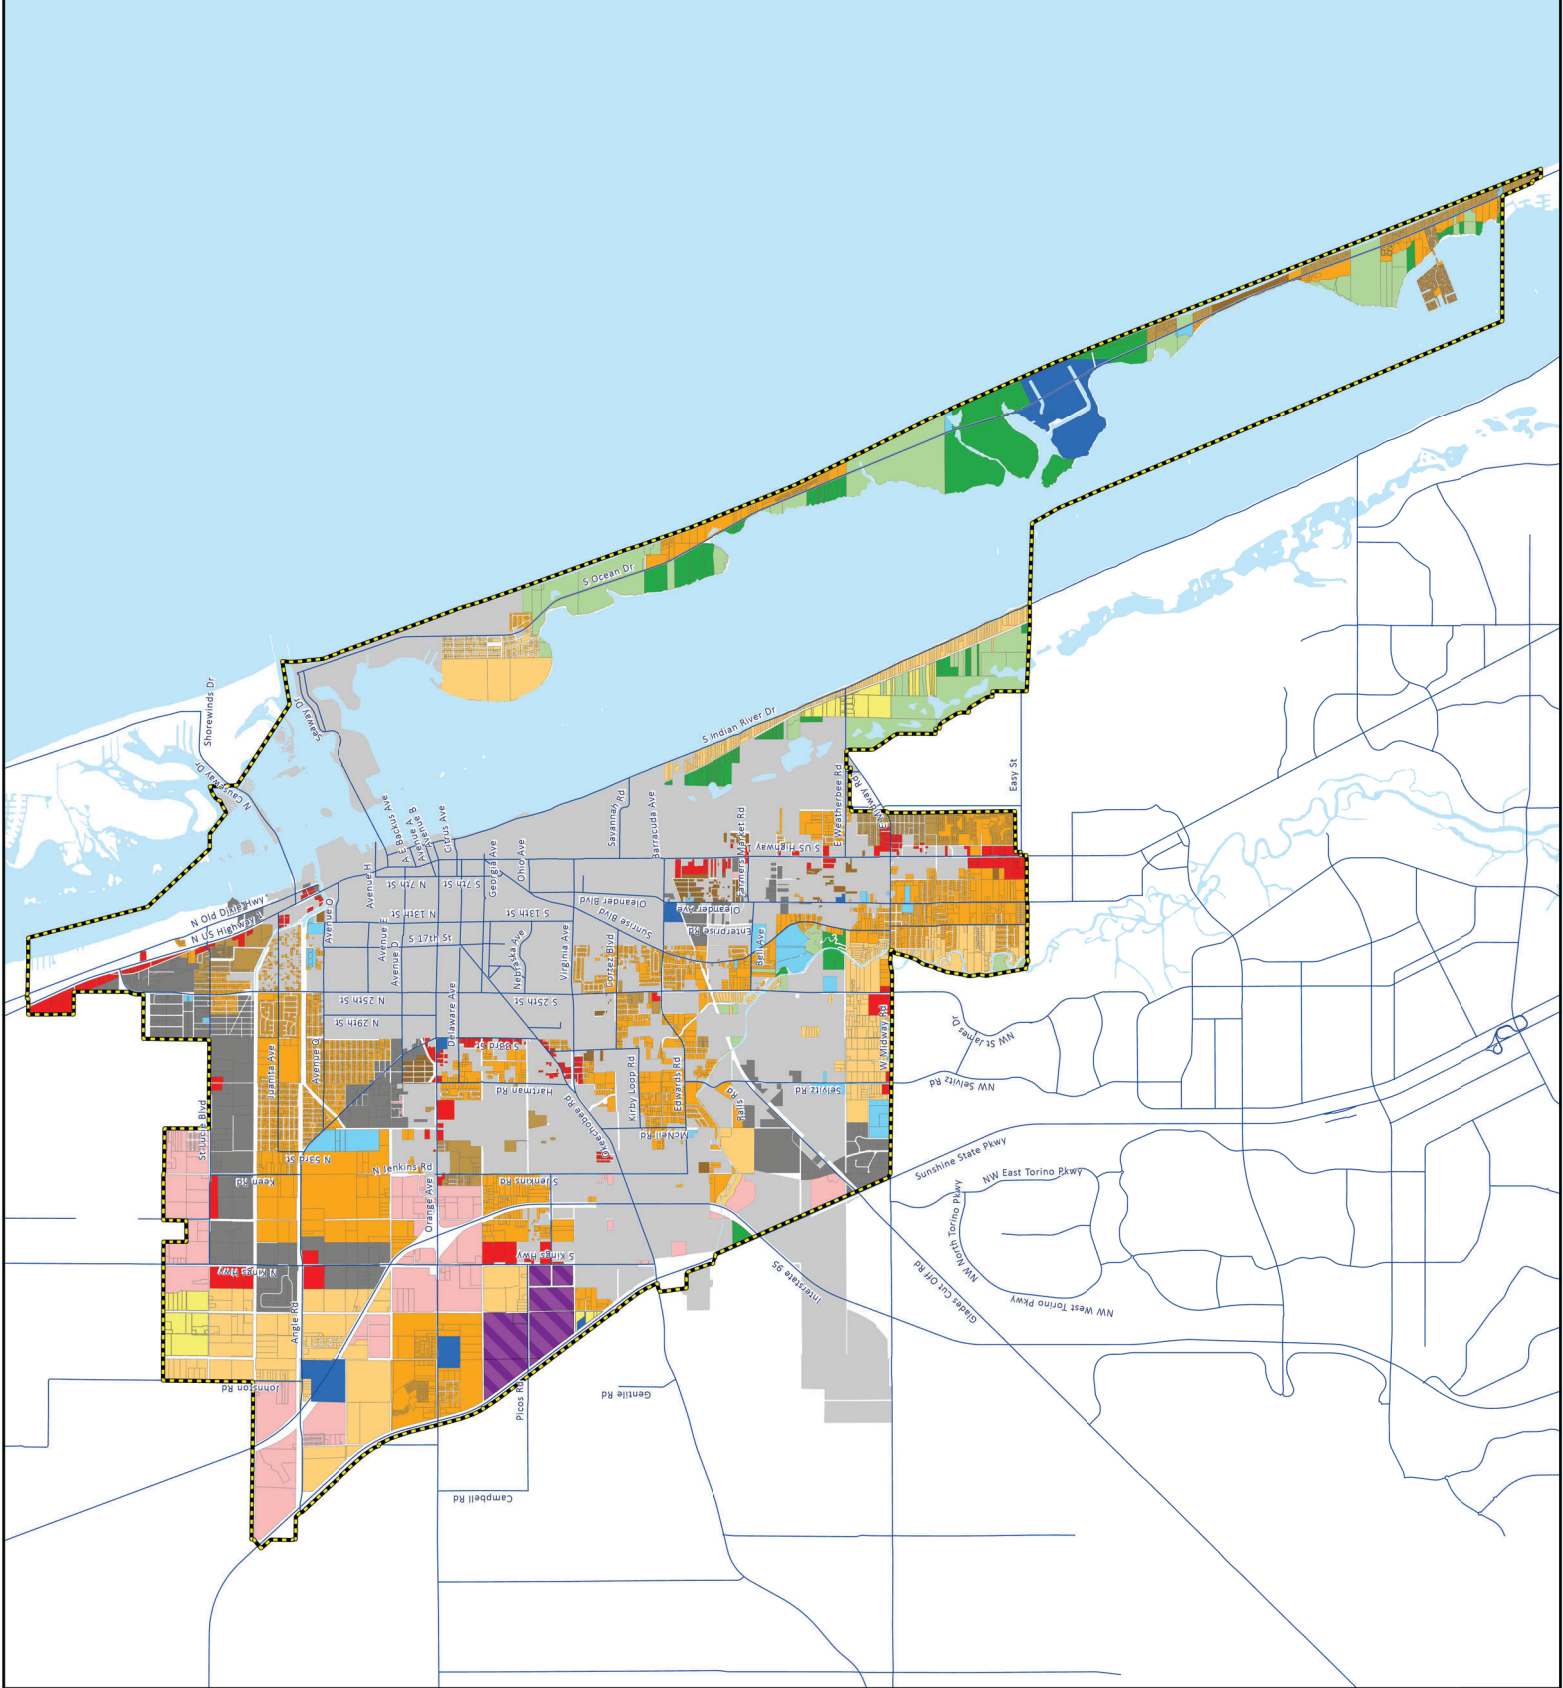 Shorewinds Dr
N Causeway Dr
Seaway Dr
S Ocean Dr
S Indian River Dr
A E Backus Ave
Avenue A
Avenue B
Citrus Ave
Savannah Rd
Barracuda Ave
Farmers Market Rd
E Weatherbee Rd
E Midway Rd
Easy St
S US Highway 1
Avenue H
N 7th St
S 7th St
Georgia Ave
Ohio Ave
N Old Dixie Hwy
N US Highway 1
Avenue O
N 13th St
S 13th St
Oleander Blvd
Oleander Ave
Sunrise Blvd
Enterprise Rd
Bell Ave
Avenue E
Avenue D
S 17th St
Nebraska Ave
Virginia Ave
Cortez Blvd
N 25th St
S 25th St
N 29th St
Delaware Ave
S 33rd St
Juanita Ave
Avenue Q
Hartman Rd
Okeechobee Rd
Kirby Loop Rd
Edwards Rd
Ralls Rd
Selvitz Rd
W Midway Rd
NW St James Dr
NW Selvitz Rd
St Lucie Blvd
N 53rd St
Keen Rd
N Jenkins Rd
S Jenkins Rd
McNeil Rd
Orange Ave
Sunshine State Pkwy
NW East Torino Pkwy
NW North Torino Pkwy
NW West Torino Pkwy
N Kings Hwy
S Kings Hwy
Interstate 95
Glades Cut Off Rd
Angle Rd
Johnston Rd
Picos Rd
Gentile Rd
Campbell Rd